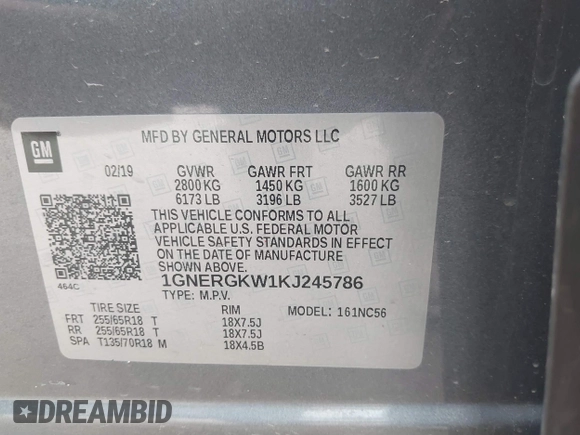 GM
MFD BY GENERAL MOTORS LLC
02/19 GVWR GAWR FRT GAWR RR
2800 KG 1450 KG 1600 KG
6173 LB 3196 LB 3527 LB
THIS VEHICLE CONFORMS TO ALL
APPLICABLE U.S. FEDERAL MOTOR
VEHICLE SAFETY STANDARDS IN EFFECT
ON THE DATE OF MANUFACTURE
SHOWN ABOVE.
464C
1GNERGKW1KJ245786
TYPE: M.P.V.
TIRE SIZE RIM MODEL: 161NC56
FRT 255/65R18 T 18X7.5J
RR 255/65R18 T 18X7.5J
SPA T135/70R18 M 18X4.5B
DREAMBID